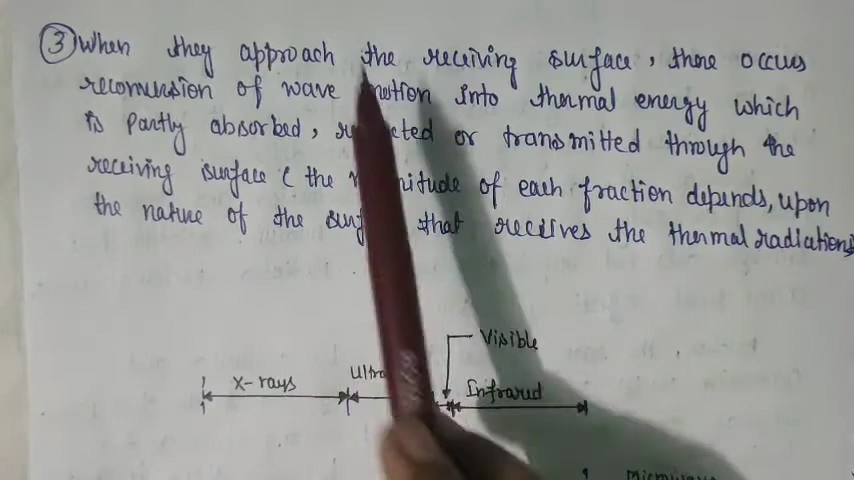 ③ When they approach the receiving surface, there occurs
reconversion of wave motion into thermal energy which
is partly absorbed, or transmitted through the
receiving surface ( the of each fraction depends, upon
the nature of the that receives the thermal radiations
Visible
X-rays Infrared